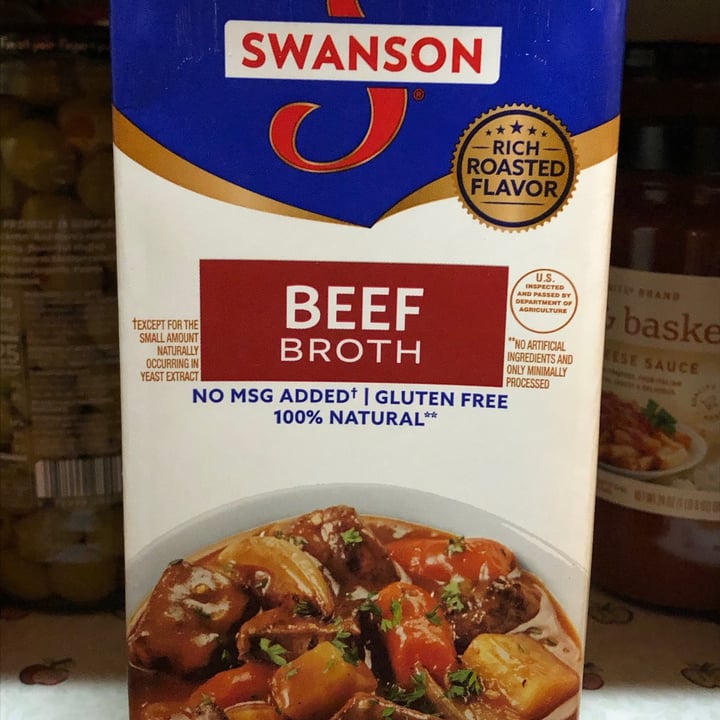 SWANSON
®
RICH
ROASTED
FLAVOR
BEEF
BROTH
U.S.
INSPECTED
AND PASSED BY
DEPARTMENT OF
AGRICULTURE
†EXCEPT FOR THE
SMALL AMOUNT
NATURALLY
OCCURRING IN
YEAST EXTRACT
**NO ARTIFICIAL
INGREDIENTS AND
ONLY MINIMALLY
PROCESSED
NO MSG ADDED† | GLUTEN FREE
100% NATURAL**
BRAND
baske
SAUCE